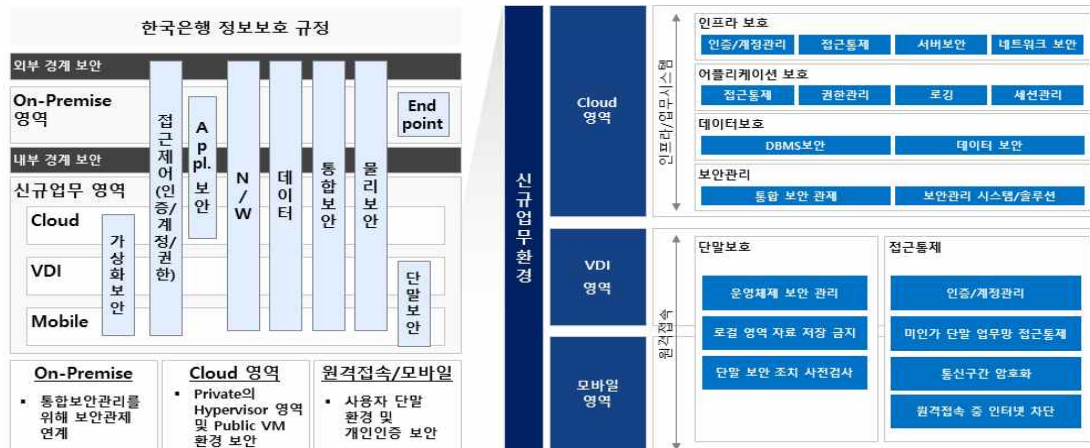 한국은행 정보보호 규정
외부 경계 보안
On-Premise
영역
내부 경계 보안
신규업무 영역
Cloud
VDI
Mobile
가상화보안
접근제어(인증/계정/권한)
Appl.보안
N/W
데이터
통합보안
물리보안
End
point
단말보안
On-Premise
▪ 통합보안관리를
위해 보안관제
연계
Cloud 영역
▪ Private의
Hypervisor 영역
및 Public VM
환경 보안
원격접속/모바일
▪ 사용자 단말
환경 및
개인인증 보안
신규업무환경
Cloud
영역
VDI
영역
모바일
영역
인프라/업무시스템
인프라 보호
인증/계정관리 접근통제 서버보안 네트워크 보안
어플리케이션 보호
접근통제 권한관리 로깅 세션관리
데이터보호
DBMS보안 데이터 보안
보안관리
통합 보안 관제 보안관리 시스템/솔루션
원격접속
단말보호
운영체제 보안 관리
로컬 영역 자료 저장 금지
단말 보안 조치 사전검사
접근통제
인증/계정관리
미인가 단말 업무망 접근통제
통신구간 암호화
원격접속 중 인터넷 차단